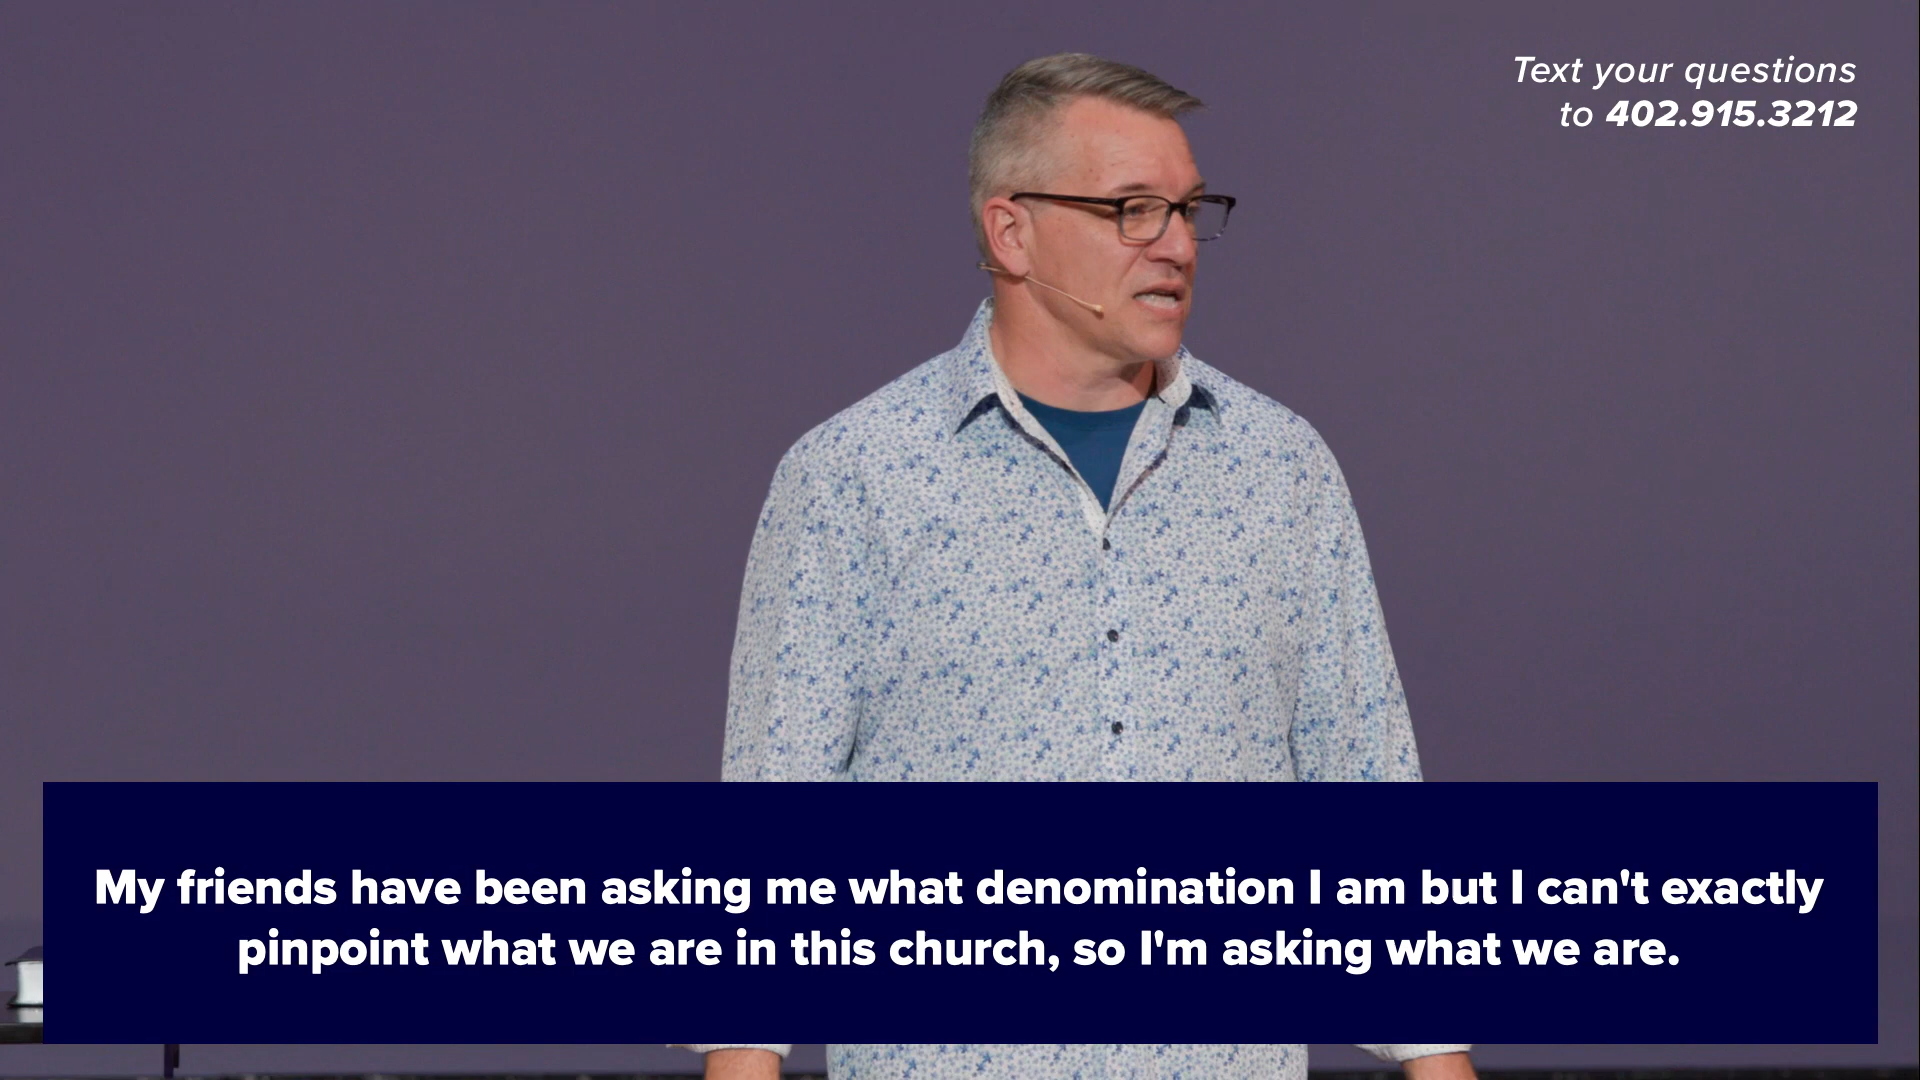 Text your questions
to 402.915.3212
My friends have been asking me what denomination I am but I can't exactly
pinpoint what we are in this church, so I'm asking what we are.